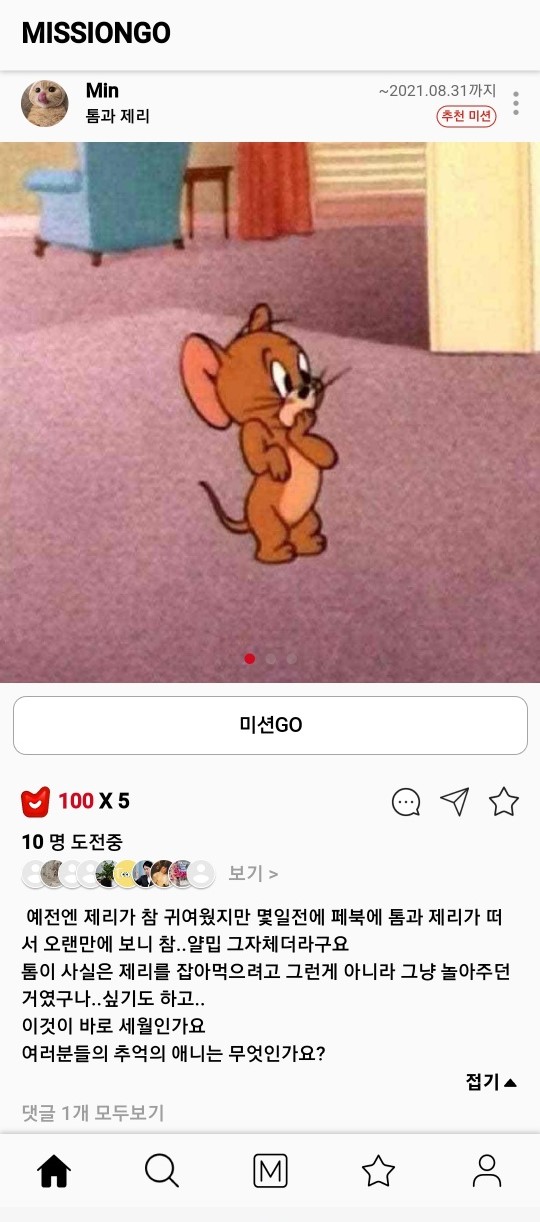 MISSIONGO
Min
~2021.08.31까지
톰과 제리
추천 미션
미션GO
100 X 5
10 명 도전중
보기 >
예전엔 제리가 참 귀여웠지만 몇일전에 페북에 톰과 제리가 떠
서 오랜만에 보니 참..얄밉 그자체더라구요
톰이 사실은 제리를 잡아먹으려고 그런게 아니라 그냥 놀아주던
거였구나..싶기도 하고..
이것이 바로 세월인가요
여러분들의 추억의 애니는 무엇인가요?
접기
댓글 1개 모두보기
M